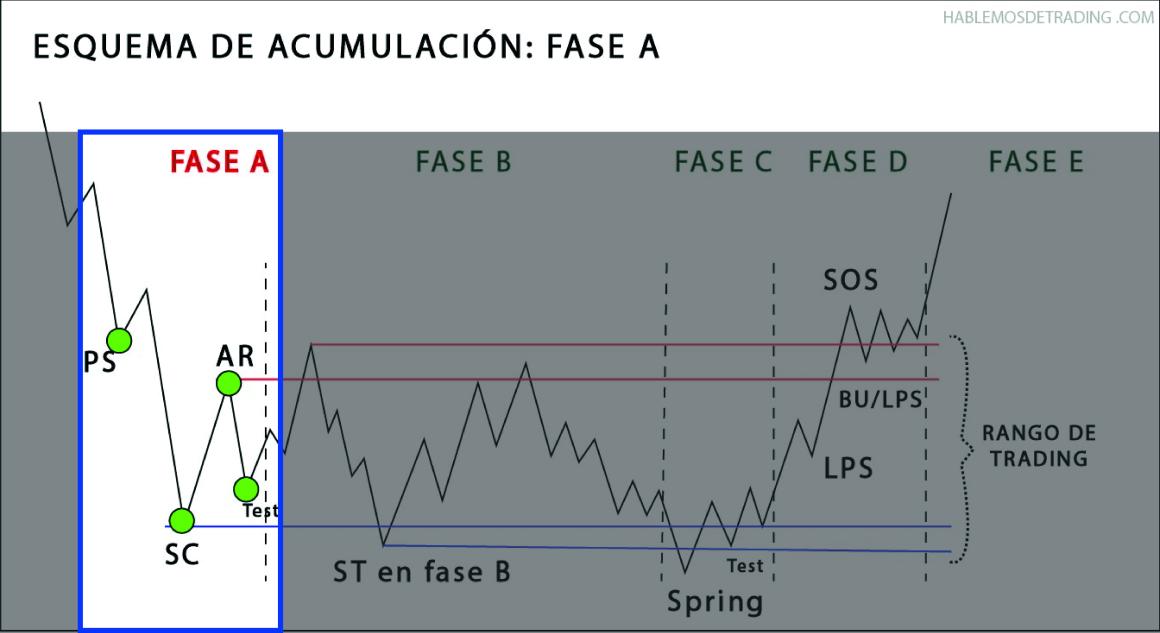 HABLEMOSDETRADING .COM
ESQUEMA DE ACUMULACIÓN: FASE A
FASE A
FASE B
FASE C
FASE D
FASE E
SOS
PS
AR
BU/LPS
RANGO DE
TRADING
LPS
Test
SC
ST en fase B
Test
Spring